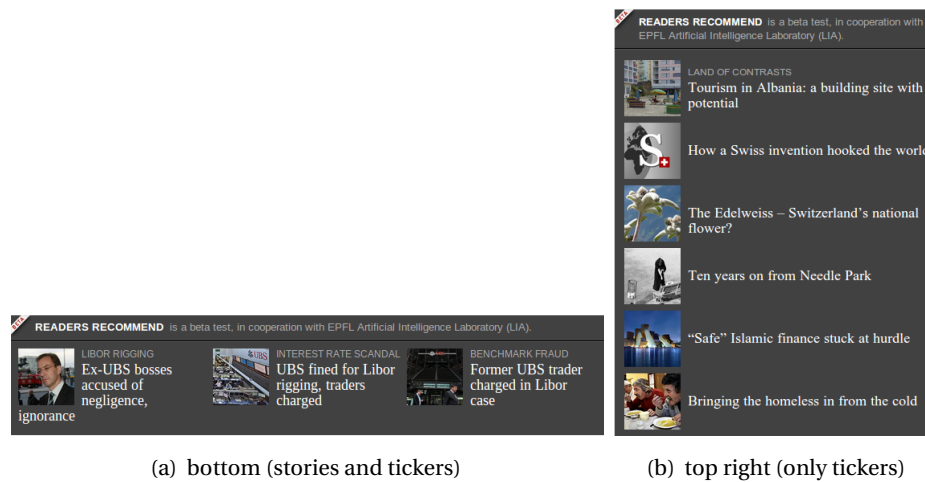 BETA
READERS RECOMMEND is a beta test, in cooperation with EPFL Artificial Intelligence Laboratory (LIA).
LIBOR RIGGING
Ex-UBS bosses
accused of
negligence,
ignorance
UBS
INTEREST RATE SCANDAL
UBS fined for Libor
rigging, traders
charged
BENCHMARK FRAUD
Former UBS trader
charged in Libor
case
(a) bottom (stories and tickers)
BETA
READERS RECOMMEND is a beta test, in cooperation with
EPFL Artificial Intelligence Laboratory (LIA).
LAND OF CONTRASTS
Tourism in Albania: a building site with
potential
S
How a Swiss invention hooked the worl
The Edelweiss – Switzerland's national
flower?
Ten years on from Needle Park
“Safe” Islamic finance stuck at hurdle
Bringing the homeless in from the cold
(b) top right (only tickers)